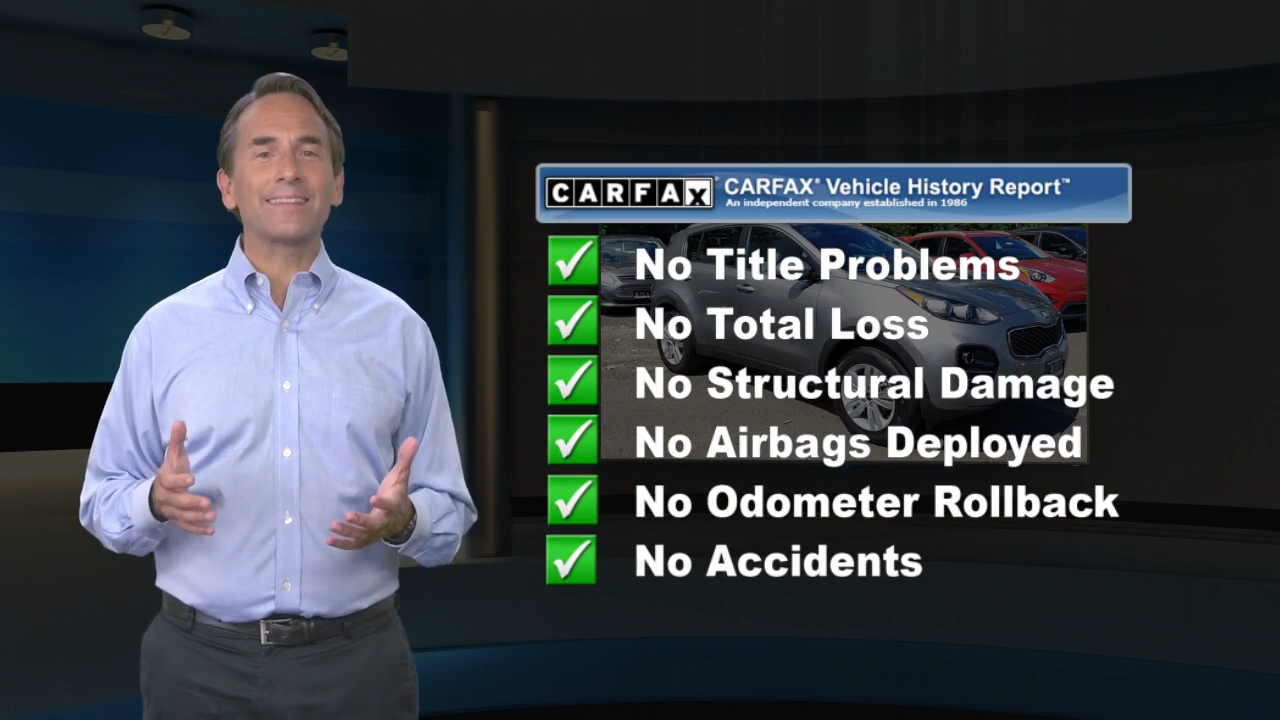 CARFAX® CARFAX® Vehicle History Report™
An independent company established in 1986
No Title Problems
No Total Loss
No Structural Damage
No Airbags Deployed
No Odometer Rollback
No Accidents